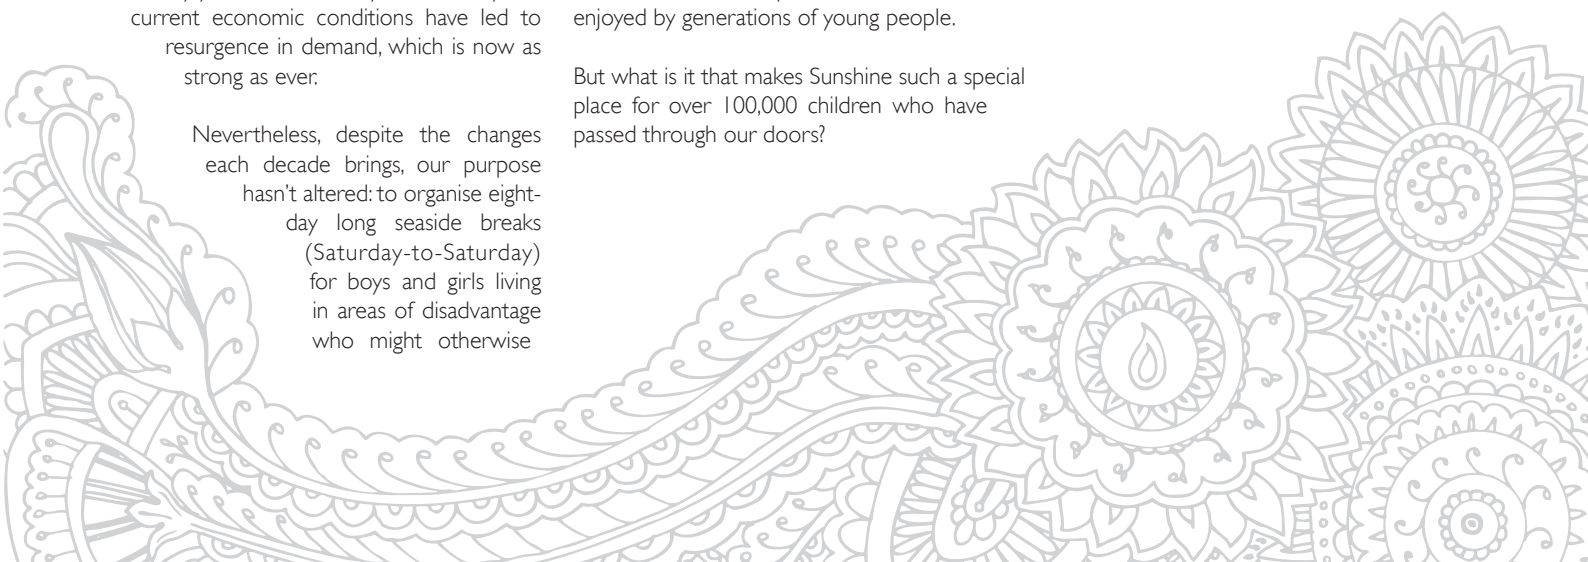 current economic conditions have led to
resurgence in demand, which is now as
strong as ever.
Nevertheless, despite the changes
each decade brings, our purpose
hasn't altered: to organise eight-
day long seaside breaks
(Saturday-to-Saturday)
for boys and girls living
in areas of disadvantage
who might otherwise
enjoyed by generations of young people.
But what is it that makes Sunshine such a special
place for over 100,000 children who have
passed through our doors?